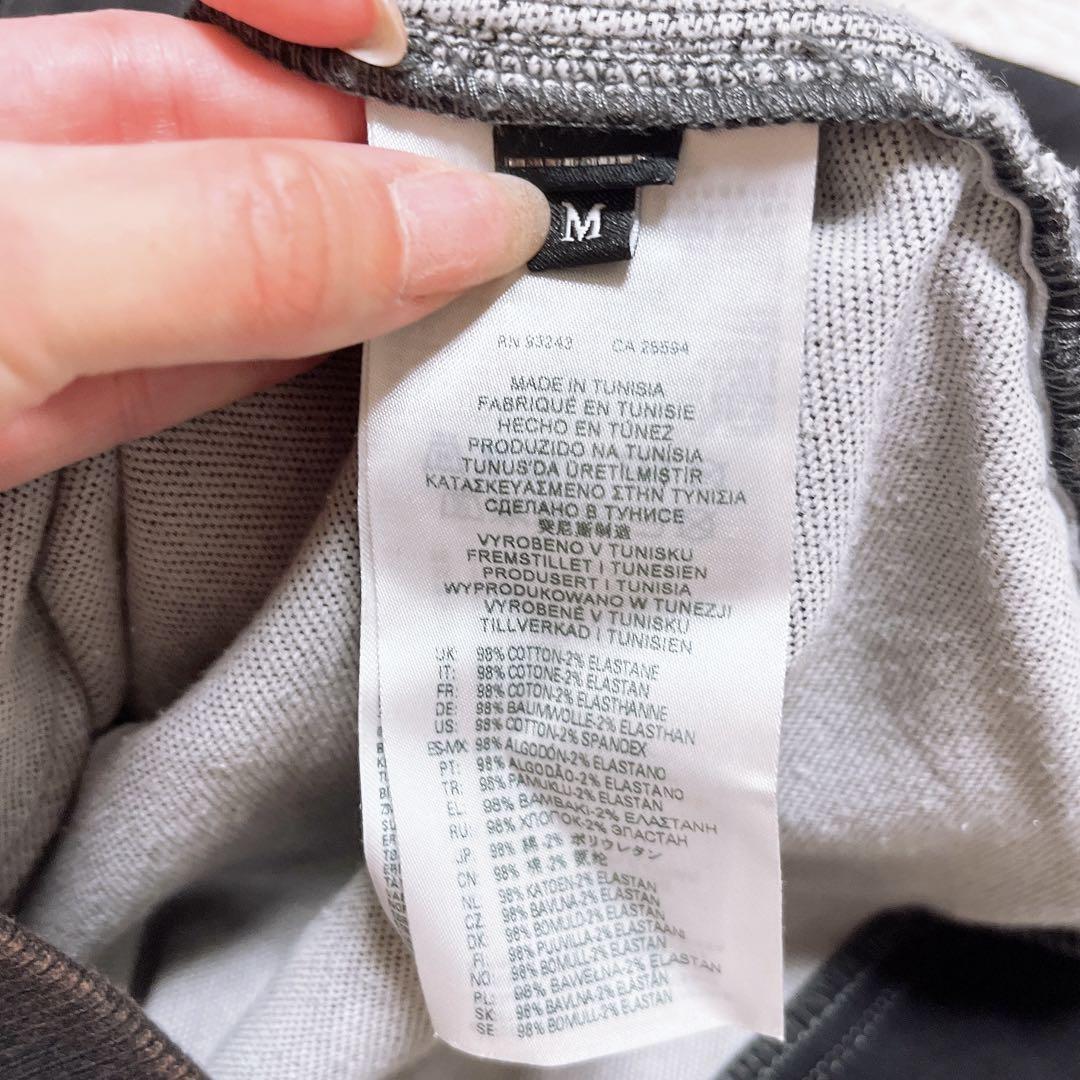 M
RN 93243 CA 25594
MADE IN TUNISIA
FABRIQUÉ EN TUNISIE
HECHO EN TÚNEZ
PRODUZIDO NA TUNÍSIA
TUNUS'DA ÜRETİLMİŞTİR
ΚΑΤΑΣΚΕΥΑΣΜΕΝΟ ΣΤΗΝ ΤΥΝΙΣΙΑ
СДЕЛАНО В ТУНИСЕ
突尼斯制造
VYROBENO V TUNISKU
FREMSTILLET I TUNESIEN
PRODUSERT I TUNISIA
WYPRODUKOWANO W TUNEZJI
VYROBENÉ V TUNISKU
TILLVERKAD I TUNISIEN
UK: 98% COTTON-2% ELASTANE
IT: 98% COTONE-2% ELASTAN
FR: 98% COTON-2% ELASTHANNE
DE: 98% BAUMWOLLE-2% ELASTHAN
US: 98% COTTON-2% SPANDEX
ES-MX: 98% ALGODÓN-2% ELASTANO
PT: 98% ALGODÃO-2% ELASTANO
TR: 98% PAMUKLU-2% ELASTAN
EL: 98% ΒΑΜΒΑΚΙ-2% ΕΛΑΣΤΑΝΗ
RU: 98% ХЛОПОК-2% ЭЛАСТАН
JP: 98% 綿-2% ポリウレタン
CN: 98% 棉-2% 氨纶
NL: 98% KATOEN-2% ELASTAN
CZ: 98% BAVLNA-2% ELASTAN
DK: 98% BOMULD-2% ELASTAN
FI: 98% PUUVILLA-2% ELASTAANI
NO: 98% BOMULL-2% ELASTAN
PL: 98% BAWEŁNA-2% ELASTAN
SK: 98% BAVLNA-2% ELASTAN
SE 98% BOMULL-2% ELASTAN